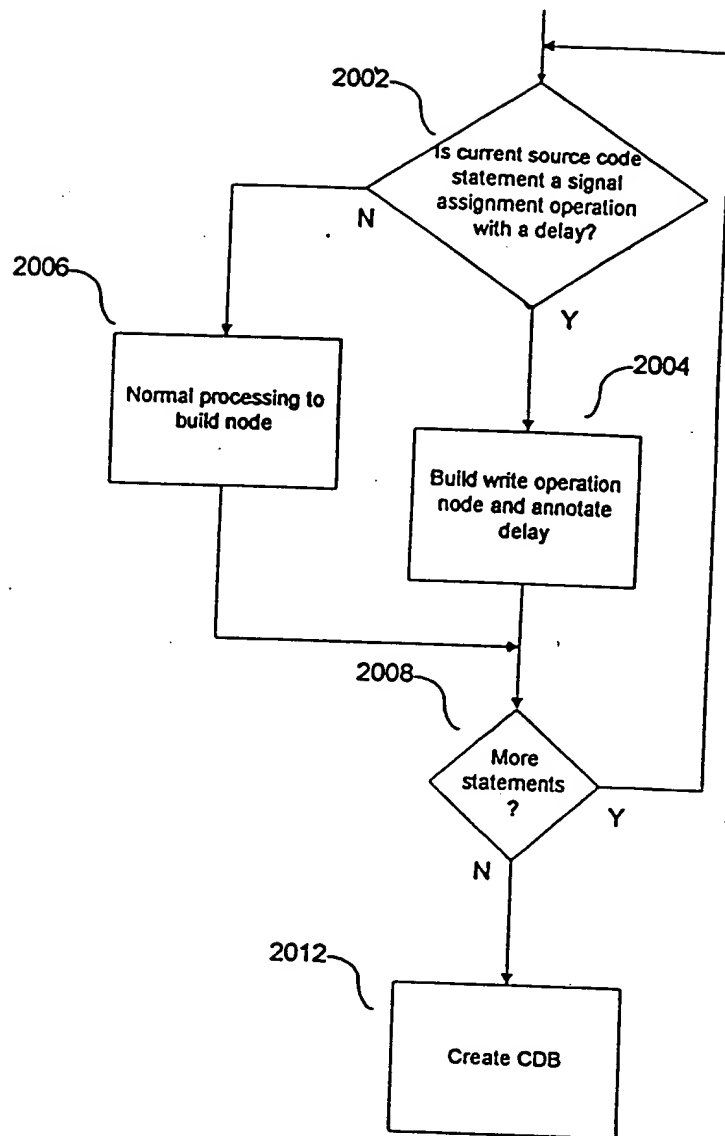 2002
Is current source code
statement a signal
assignment operation
with a delay?
N
Y
2006
Normal processing to
build node
2004
Build write operation
node and annotate
delay
2008
More
statements
?
Y
N
2012
Create CDB